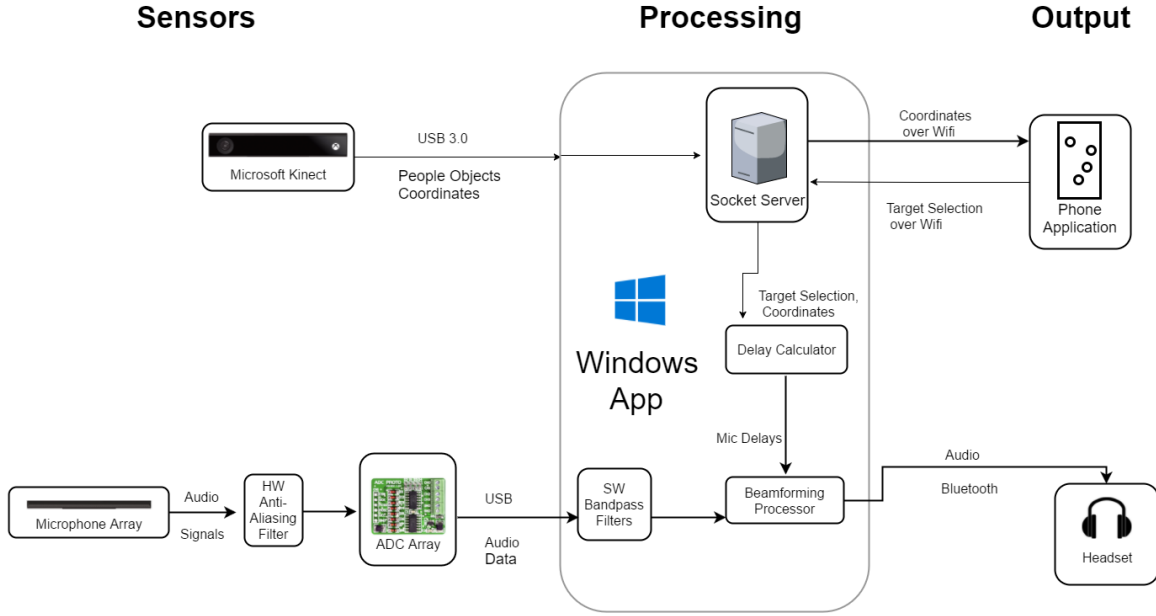 Sensors
Processing
Output
Microsoft Kinect
USB 3.0
People Objects
Coordinates
Socket Server
Coordinates
over Wifi
Target Selection
over Wifi
Phone
Application
Target Selection,
Coordinates
Delay Calculator
Windows
App
Mic Delays
Microphone Array
Audio
Signals
HW
Anti-
Aliasing
Filter
ADC Array
USB
Audio
Data
SW
Bandpass
Filters
Beamforming
Processor
Audio
Bluetooth
Headset